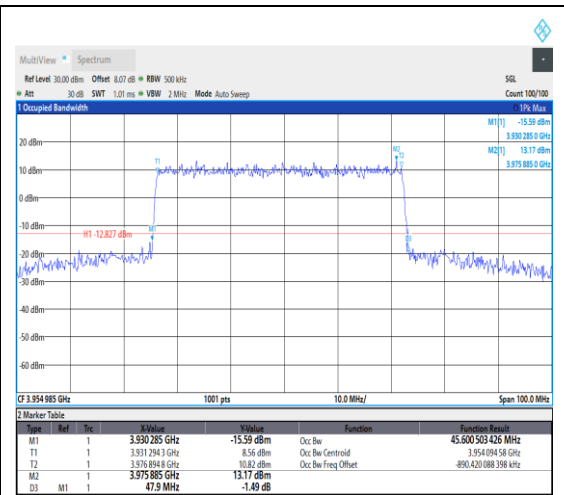 MultiView Spectrum
Ref Level 30.00 dBm Offset 8.07 dB RBW 500 kHz SGL
Att 30 dB SWT 1.01 ms VBW 2 MHz Mode Auto Sweep Count 100/100
1 Occupied Bandwidth 1Pk Max
M1[1] -15.59 dBm
3.930 285 0 GHz
M2[1] 13.17 dBm
3.975 885 0 GHz
20 dBm
M2
T2
T1
10 dBm
0 dBm
-10 dBm
M1
H1 -12.827 dBm
D3
-20 dBm
-30 dBm
-40 dBm
-50 dBm
-60 dBm
CF 3.954 985 GHz 1001 pts 10.0 MHz/ Span 100.0 MHz
2 Marker Table
Type Ref Trc X-Value Y-Value Function Function Result
M1 1 3.930 285 GHz -15.59 dBm Occ Bw 45.600 503 426 MHz
T1 1 3.931 294 3 GHz 8.56 dBm Occ Bw Centroid 3.954 094 58 GHz
T2 1 3.976 894 8 GHz 10.82 dBm Occ Bw Freq Offset -890.420 088 398 kHz
M2 1 3.975 885 GHz 13.17 dBm
D3 M1 1 47.9 MHz -1.49 dB